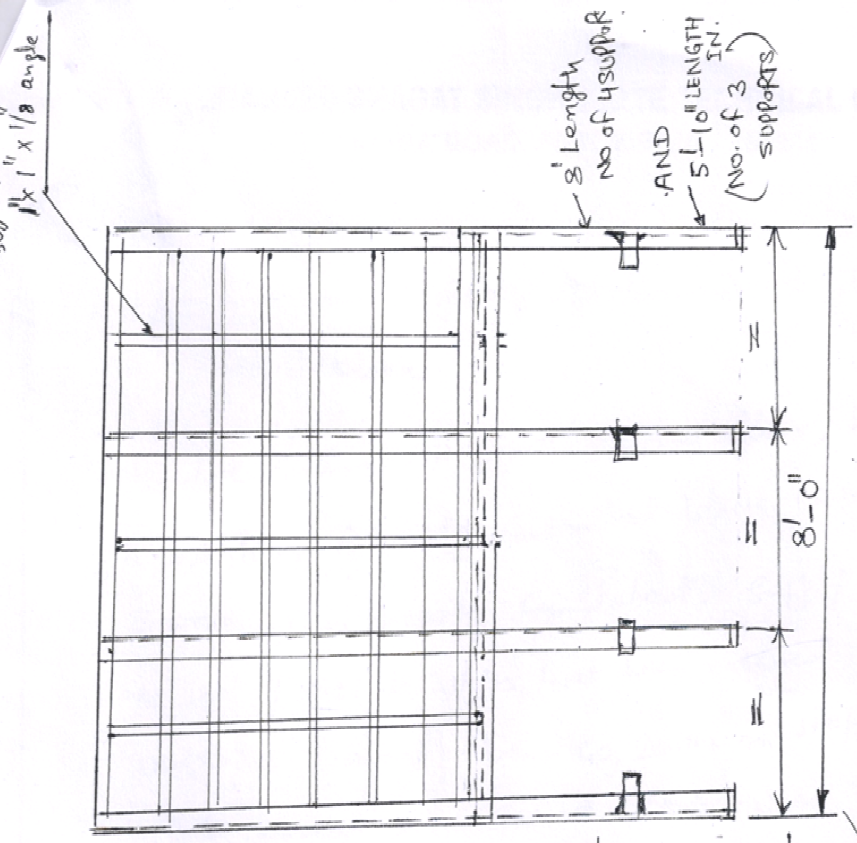 1" x 1" x 1/8 angle
8' Length
No of 4 SUPPOR
AND
5'-10" LENGTH
(No. of 3 IN.
SUPPORTS)
=
=
=
8'-0"